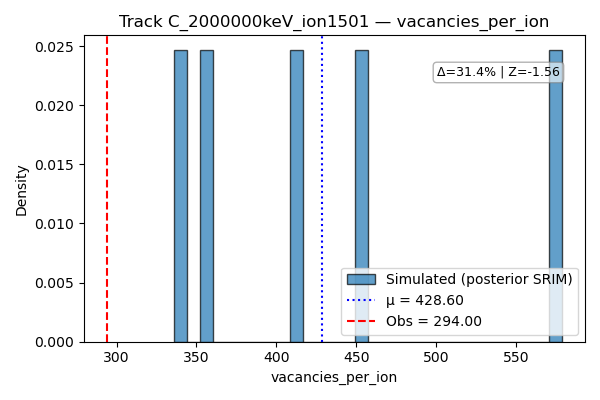 Track C_2000000keV_ion1501 — vacancies_per_ion
Density
0.025
0.020
0.015
0.010
0.005
0.000
Δ=31.4% | Z=-1.56
Simulated (posterior SRIM)
μ = 428.60
Obs = 294.00
300 350 400 450 500 550
vacancies_per_ion